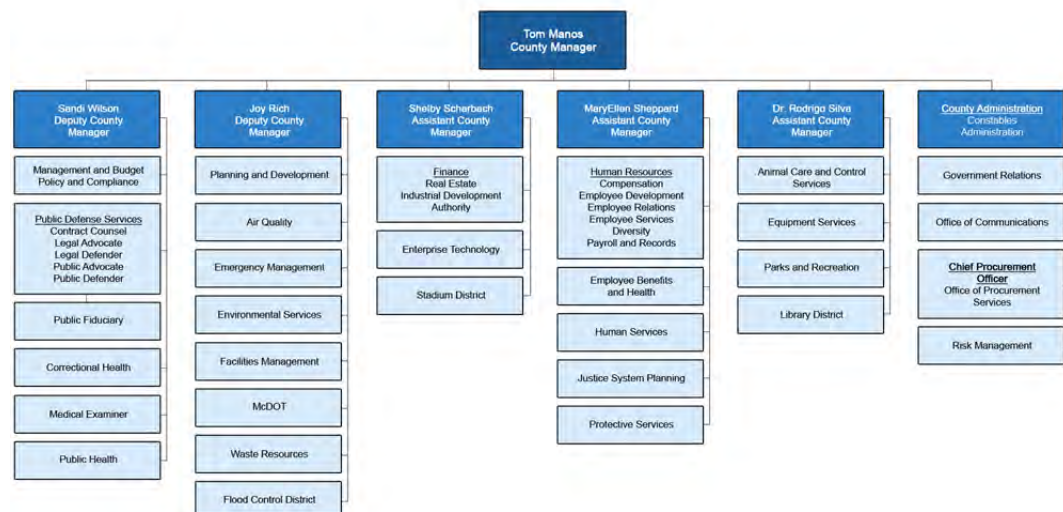 Tom Manos
County Manager
Sandi Wilson
Deputy County
Manager
Management and Budget
Policy and Compliance
Public Defense Services
Contract Counsel
Legal Advocate
Legal Defender
Public Advocate
Public Defender
Public Fiduciary
Correctional Health
Medical Examiner
Public Health
Joy Rich
Deputy County
Manager
Planning and Development
Air Quality
Emergency Management
Environmental Services
Facilities Management
McDOT
Waste Resources
Flood Control District
Shelby Scharbach
Assistant County
Manager
Finance
Real Estate
Industrial Development
Authority
Enterprise Technology
Stadium District
MaryEllen Sheppard
Assistant County
Manager
Human Resources
Compensation
Employee Development
Employee Relations
Employee Services
Diversity
Payroll and Records
Employee Benefits
and Health
Human Services
Justice System Planning
Protective Services
Dr. Rodrigo Silva
Assistant County
Manager
Animal Care and Control
Services
Equipment Services
Parks and Recreation
Library District
County Administration
Constables
Administration
Government Relations
Office of Communications
Chief Procurement
Officer
Office of Procurement
Services
Risk Management